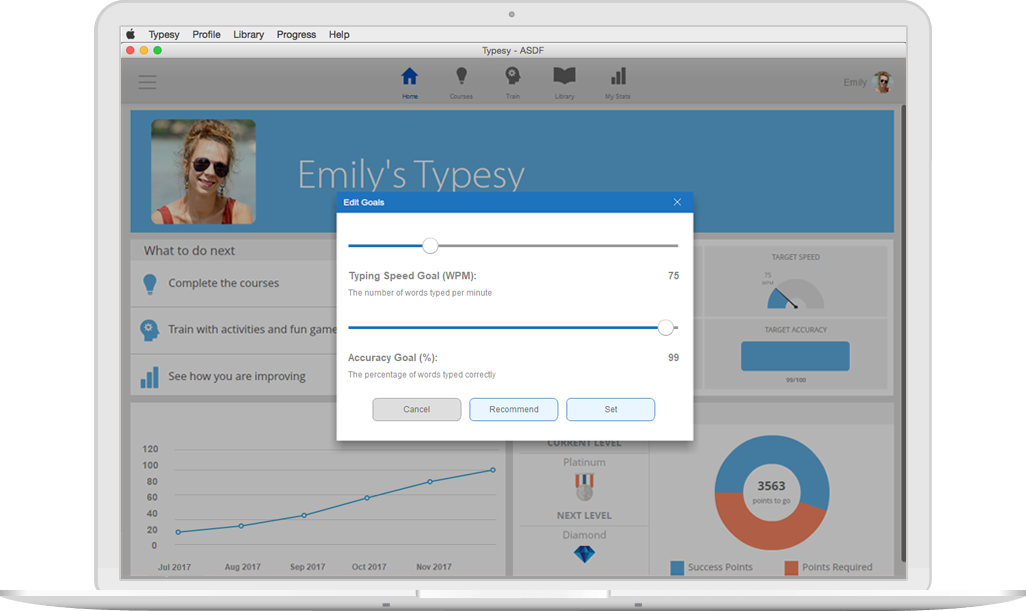 Typesy Profile Library Progress Help
Typesy - ASDF
Home Courses Train Library My Stats
Emily
Emily's Typesy
Edit Goals
Typing Speed Goal (WPM): 75
The number of words typed per minute
Accuracy Goal (%): 99
The percentage of words typed correctly
Cancel Recommend Set
What to do next
Complete the courses
Train with activities and fun game
See how you are improving
TARGET SPEED
75
WPM
TARGET ACCURACY
99/100
120
100
80
60
40
20
0
Jul 2017 Aug 2017 Sep 2017 Oct 2017 Nov 2017
CURRENT LEVEL
Platinum
NEXT LEVEL
Diamond
3563
points to go
Success Points Points Required